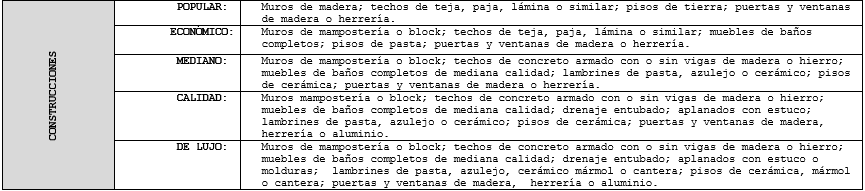 CONSTRUCCIONES
POPULAR: Muros de madera; techos de teja, paja, lámina o similar; pisos de tierra; puertas y ventanas
de madera o herrería.
ECONÓMICO: Muros de mampostería o block; techos de teja, paja, lámina o similar; muebles de baños
completos; pisos de pasta; puertas y ventanas de madera o herrería.
MEDIANO: Muros de mampostería o block; techos de concreto armado con o sin vigas de madera o hierro;
muebles de baños completos de mediana calidad; lambrines de pasta, azulejo o cerámico; pisos
de cerámica; puertas y ventanas de madera o herrería.
CALIDAD: Muros mampostería o block; techos de concreto armado con o sin vigas de madera o hierro;
muebles de baños completos de mediana calidad; drenaje entubado; aplanados con estuco;
lambrines de pasta, azulejo o cerámico; pisos de cerámica; puertas y ventanas de madera,
herrería o aluminio.
DE LUJO: Muros de mampostería o block; techos de concreto armado con o sin vigas de madera o hierro;
muebles de baños completos de mediana calidad; drenaje entubado; aplanados con estuco o
molduras; lambrines de pasta, azulejo, cerámico mármol o cantera; pisos de cerámica, mármol
o cantera; puertas y ventanas de madera, herrería o aluminio.